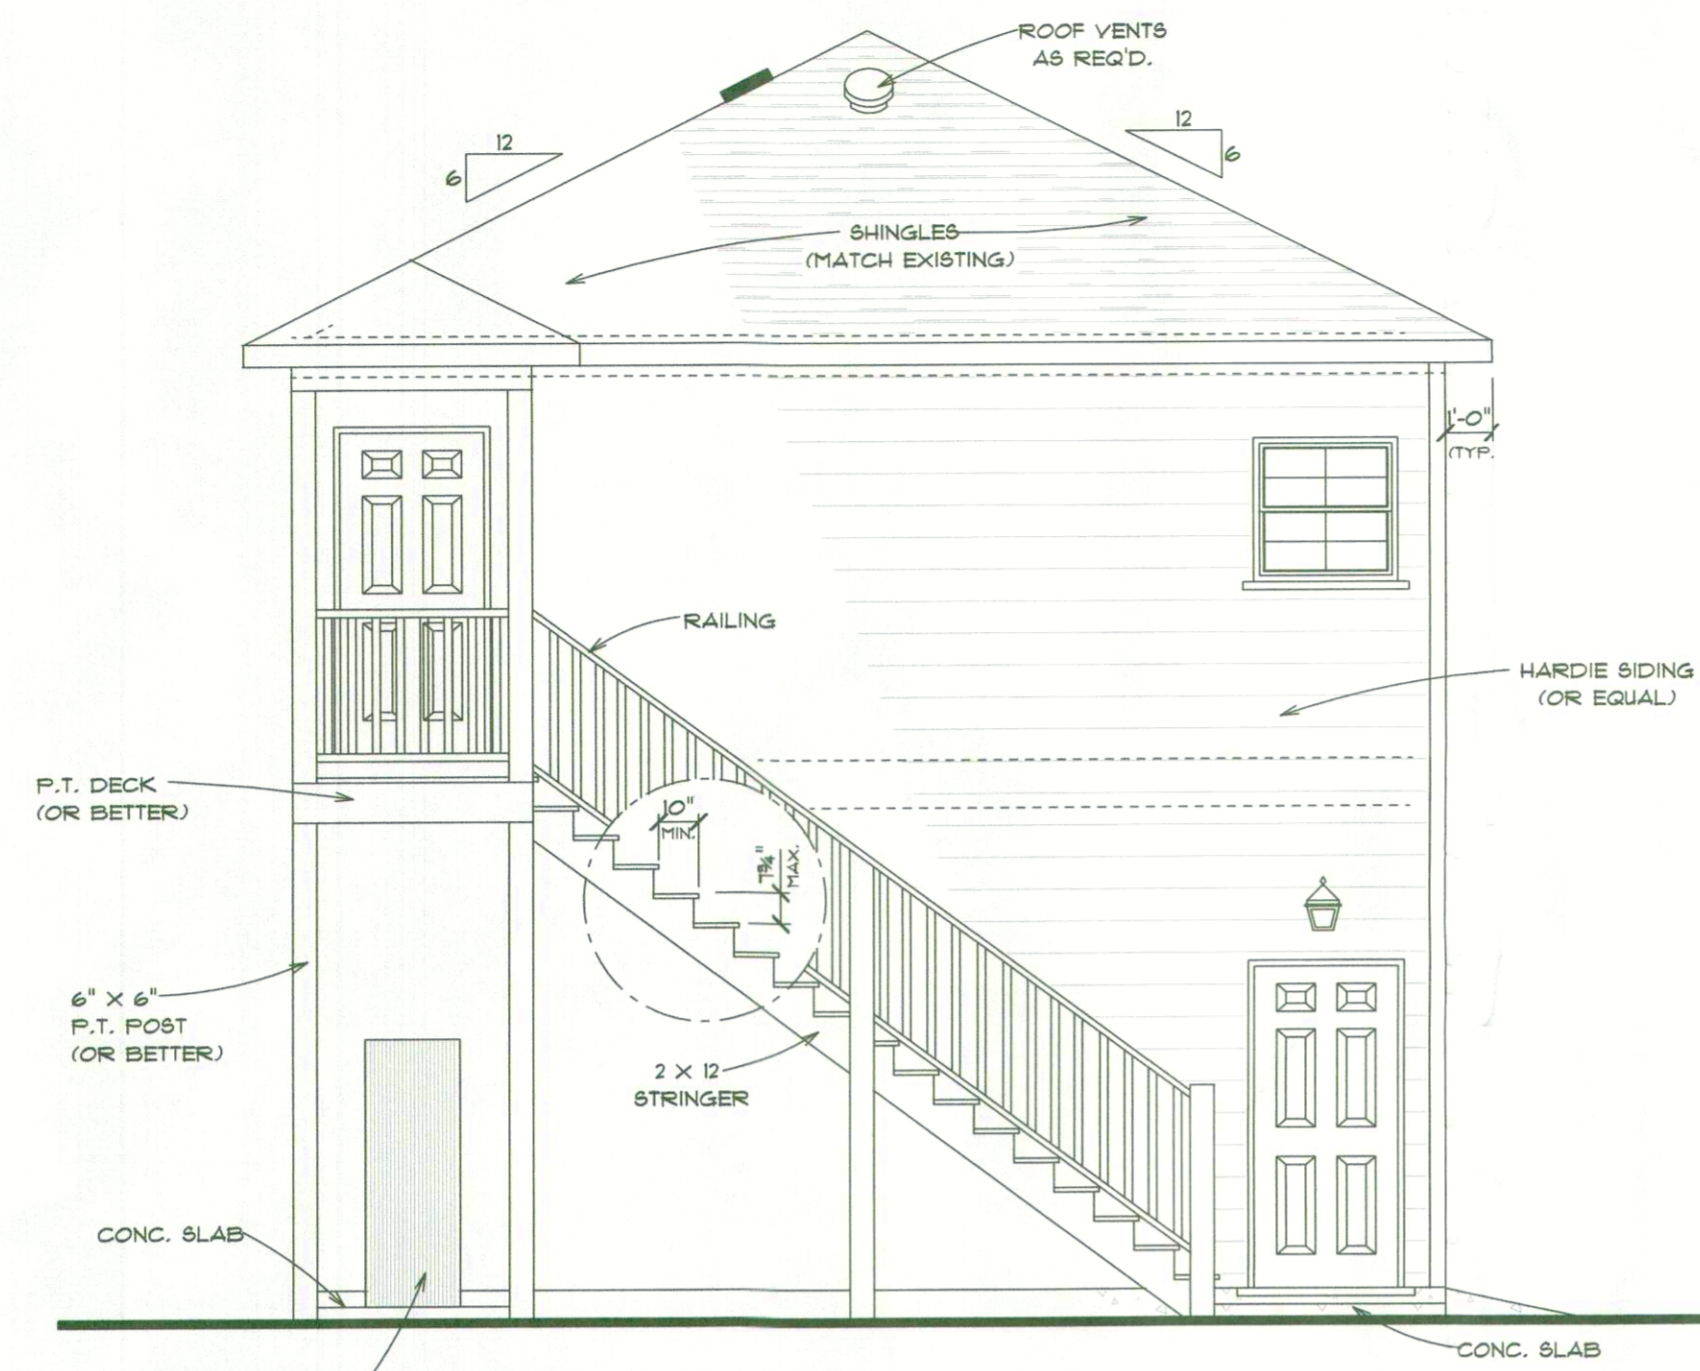 ROOF VENTS
AS REQ'D.
12
6
12
6
SHINGLES
(MATCH EXISTING)
1'-0"
(TYP.
RAILING
HARDIE SIDING
(OR EQUAL)
P.T. DECK
(OR BETTER)
10"
MIN.
7¾"
MAX.
6" X 6"
P.T. POST
(OR BETTER)
2 X 12
STRINGER
CONC. SLAB
CONC. SLAB